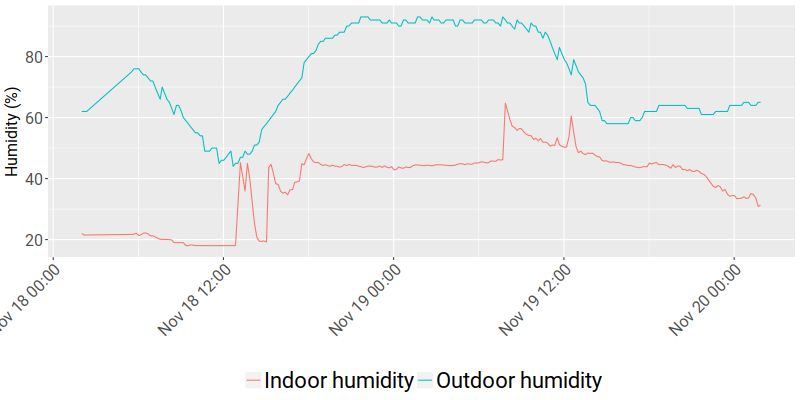 Humidity (%)
80
60
40
20
ov 18 00:00
Nov 18 12:00
Nov 19 00:00
Nov 19 12:00
Nov 20 00:00
Indoor humidity Outdoor humidity